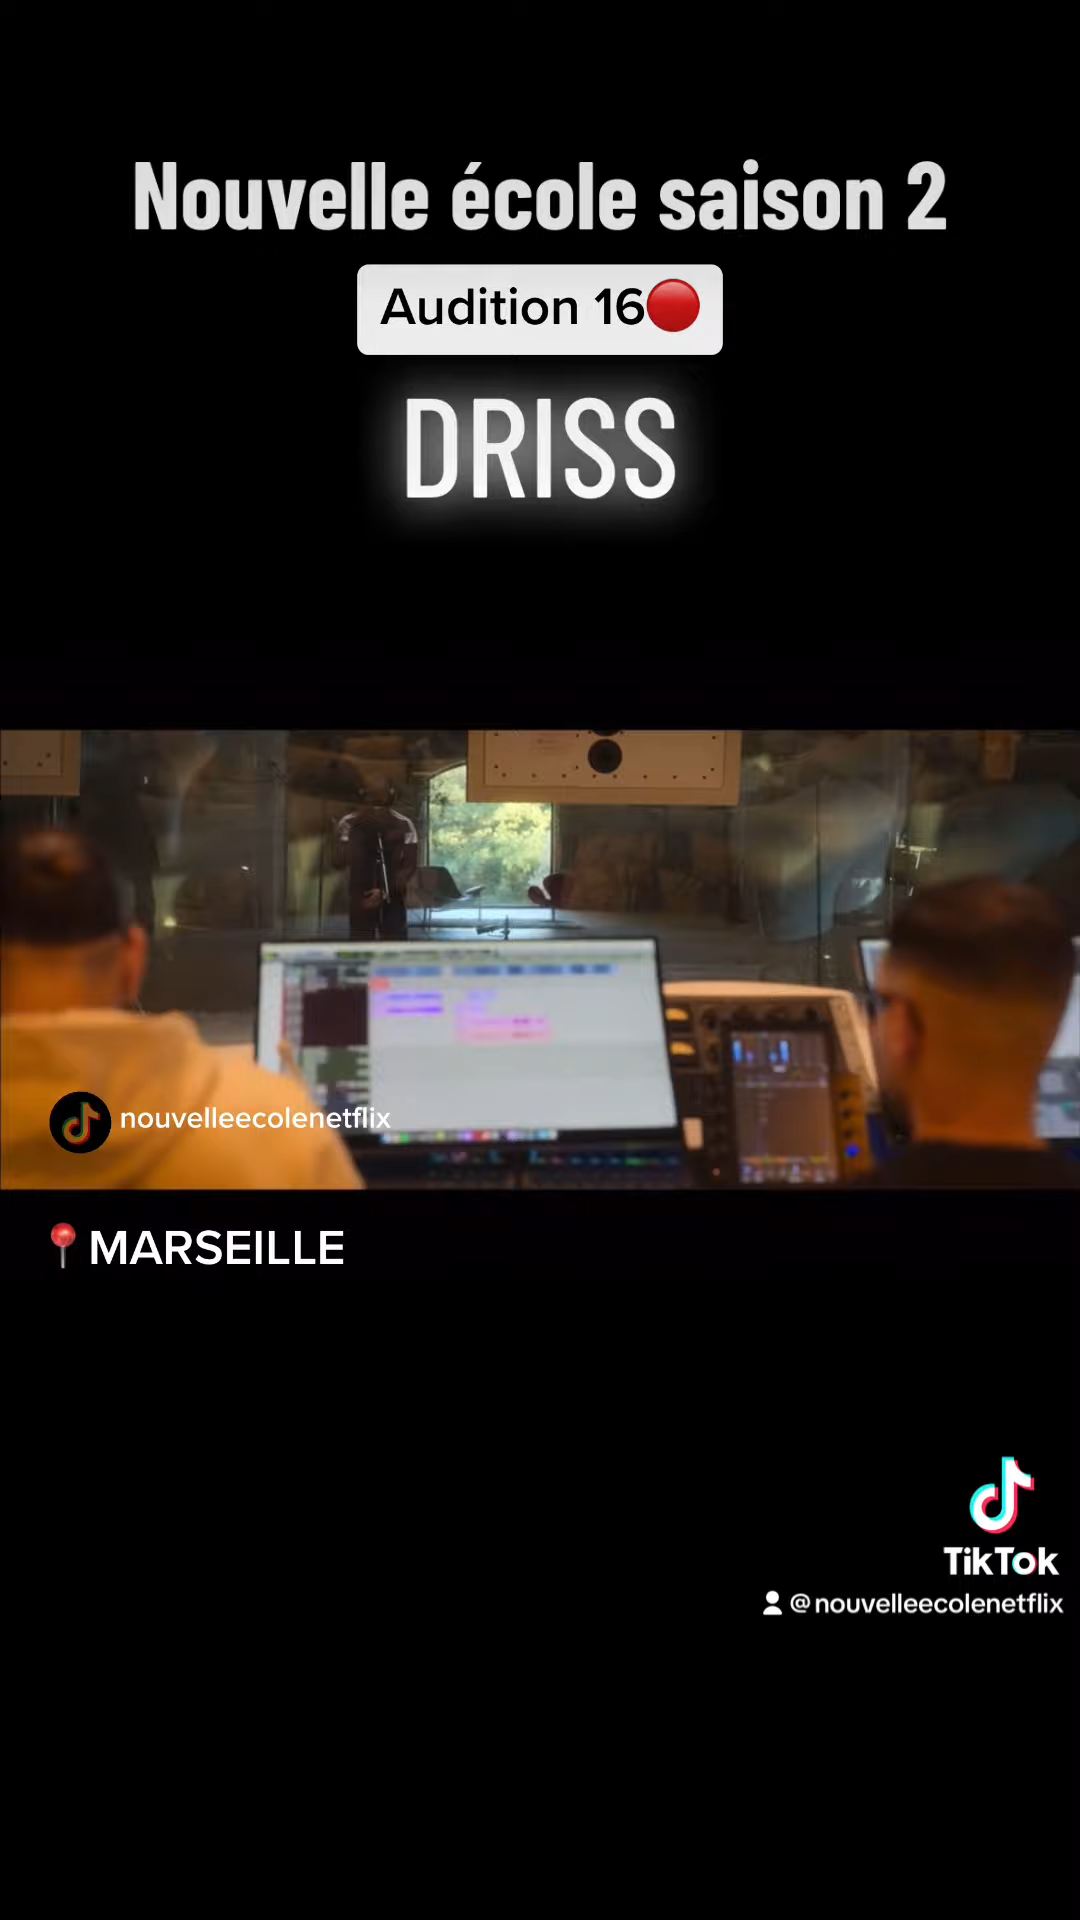 Nouvelle école saison 2
Audition 16🔴
DRISS
nouvelleecolenetflix
📍MARSEILLE
TikTok
@nouvelleecolenetflix